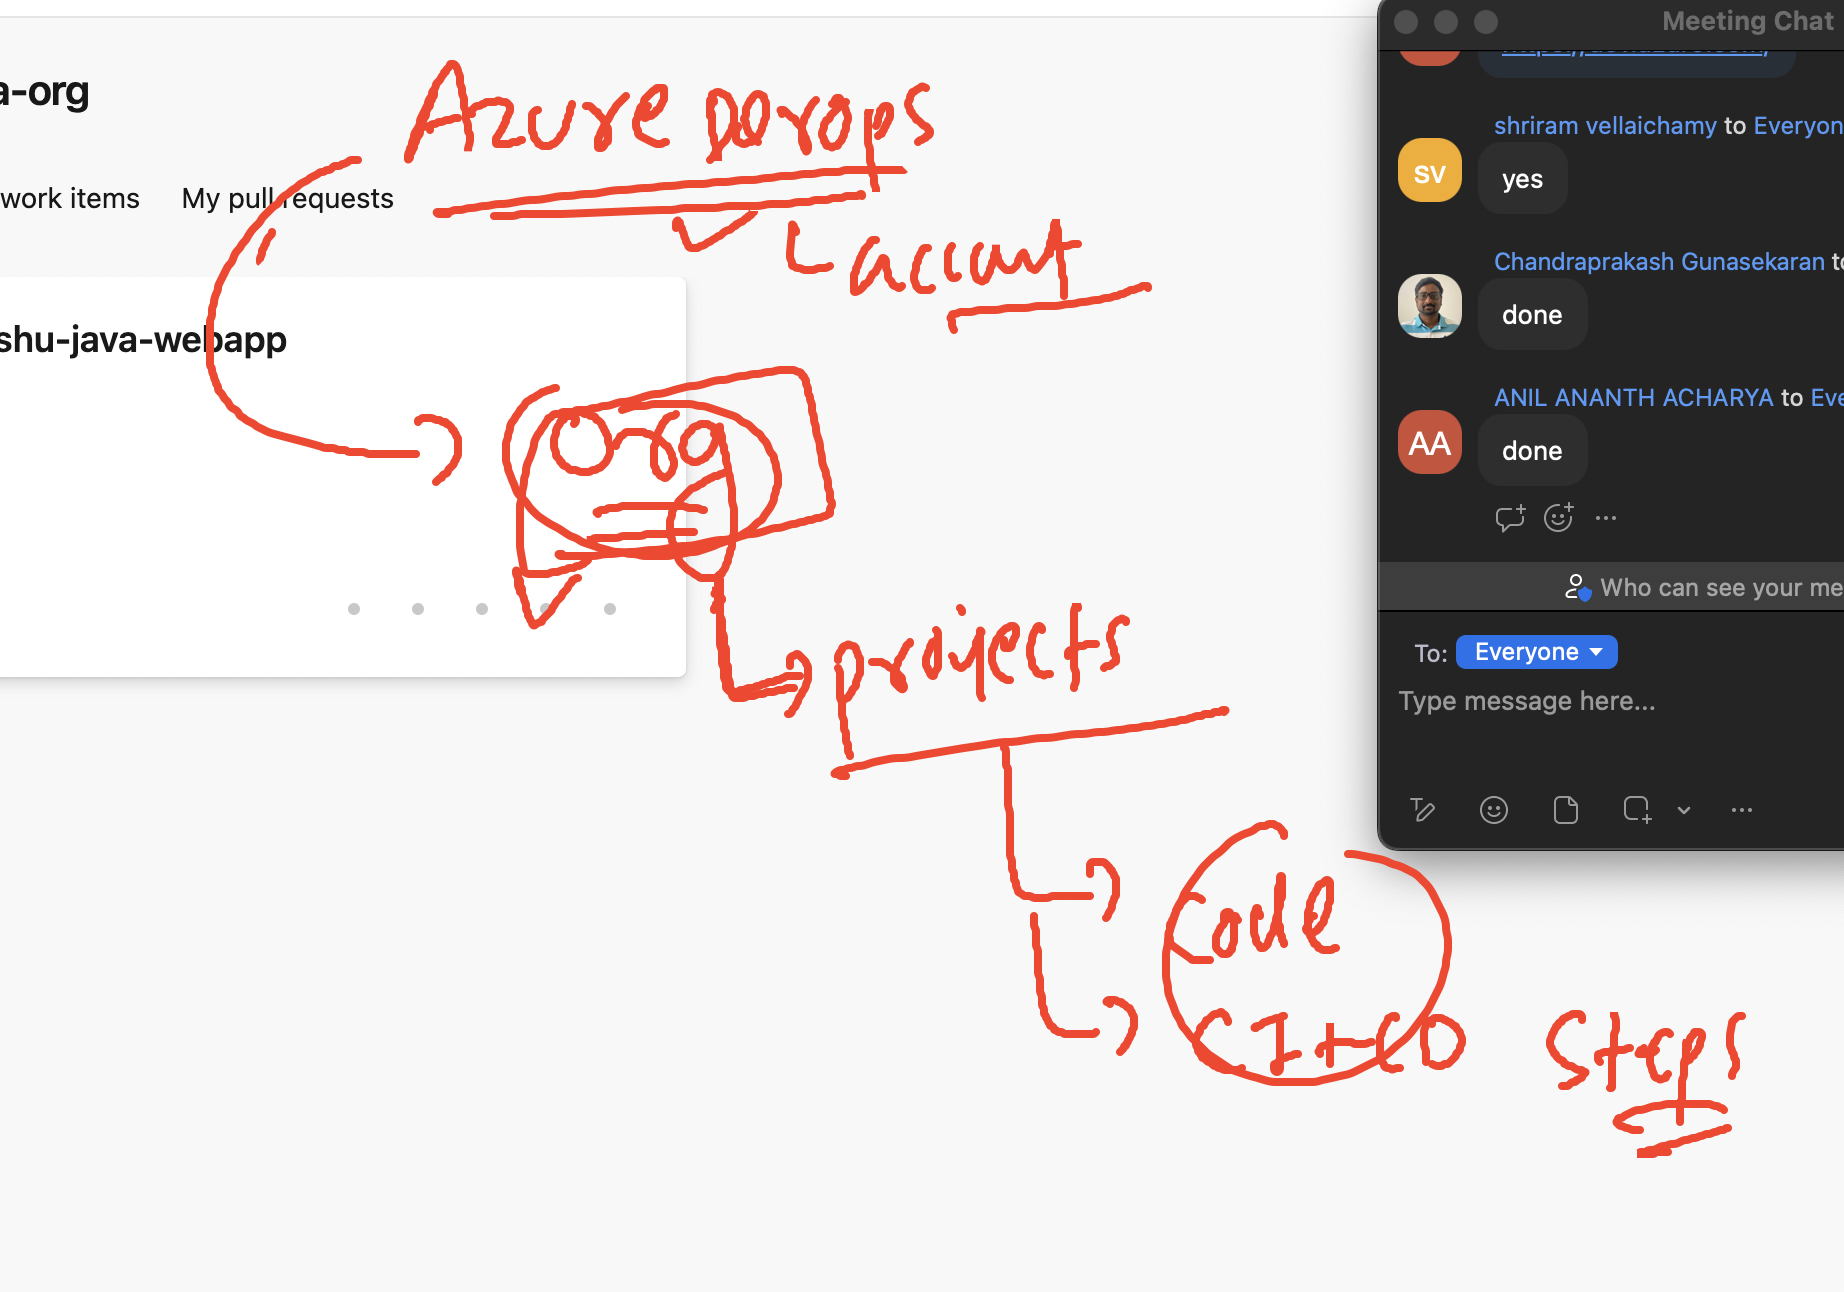 a-org
Azure Devops
work items My pull requests
account
shu-java-webapp
Org
projects
Code
CI+CD Steps
Meeting Chat
shriram vellaichamy to Everyon
SV
yes
Chandraprakash Gunasekaran to
done
ANIL ANANTH ACHARYA to Eve
AA
done
Who can see your me
To: Everyone
Type message here...